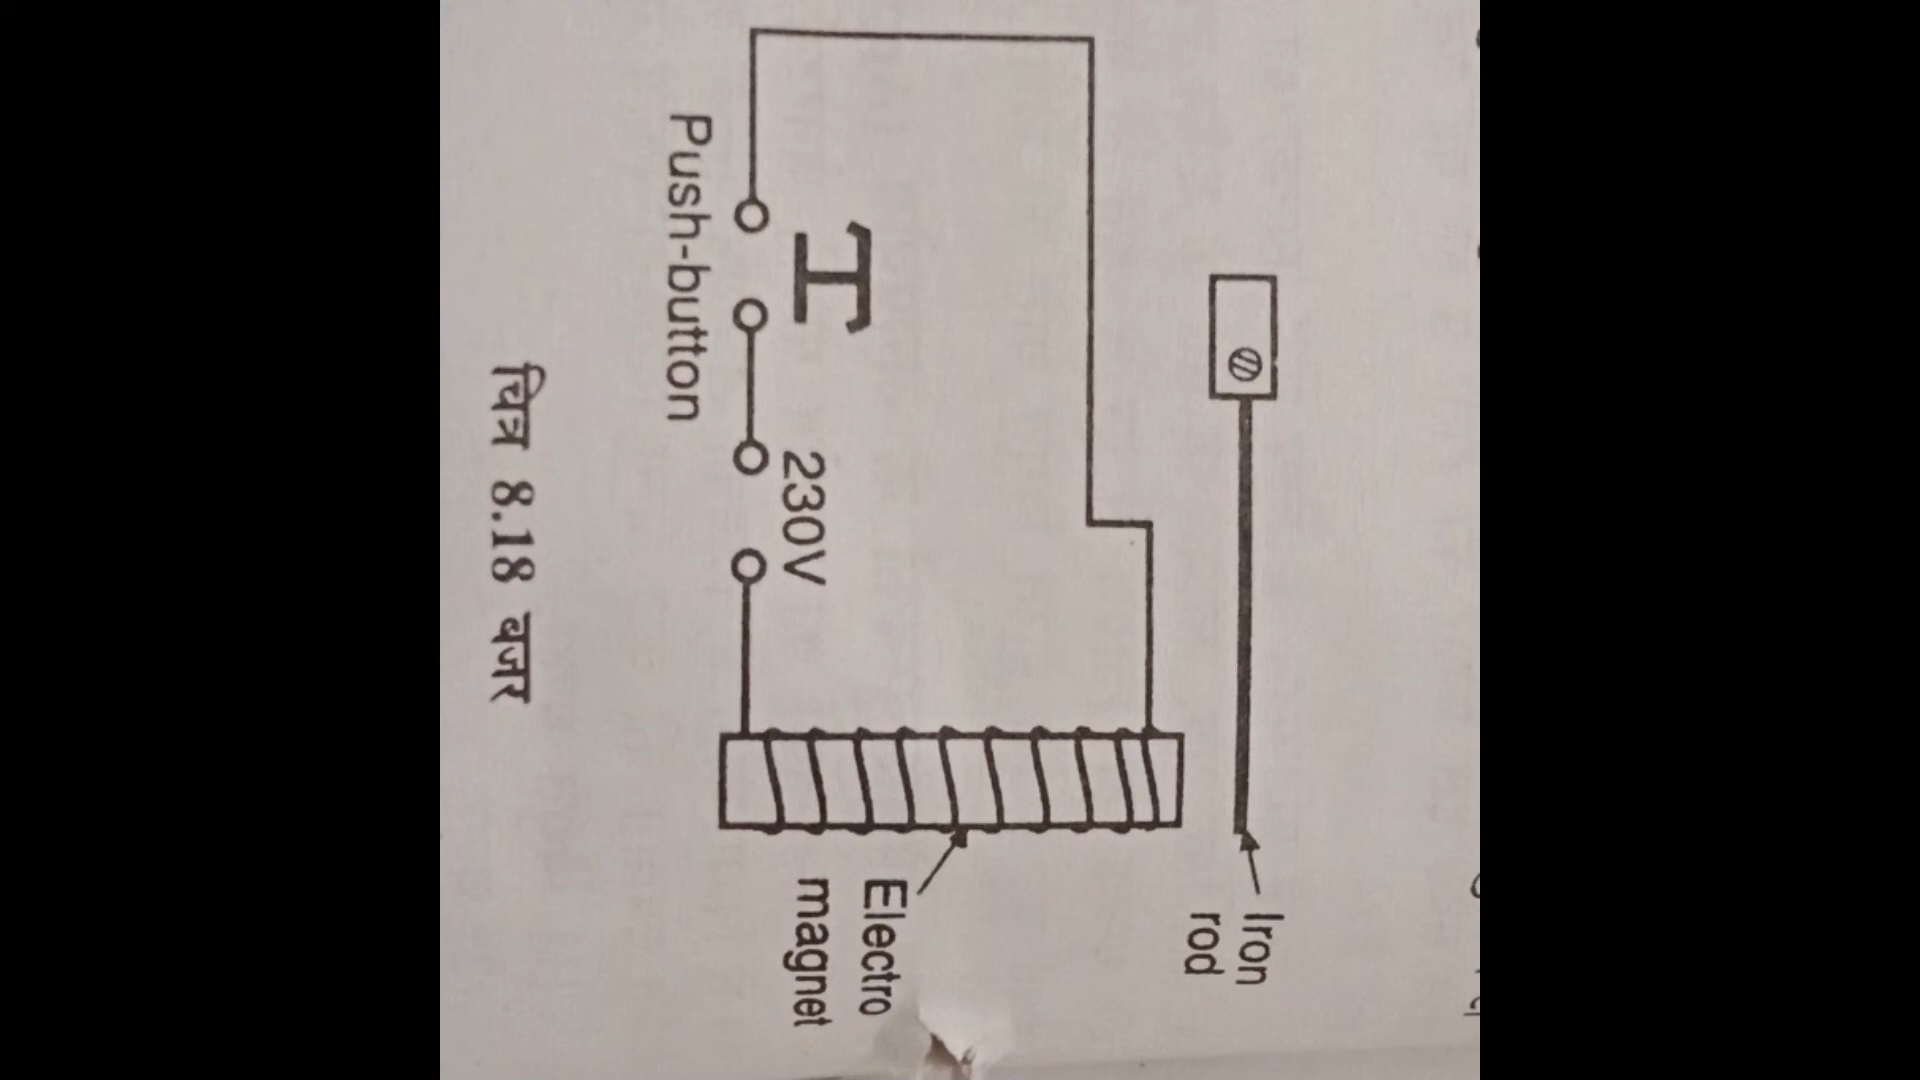 Iron
rod
Electro
magnet
230V
Push-button
चित्र 8.18 बजर